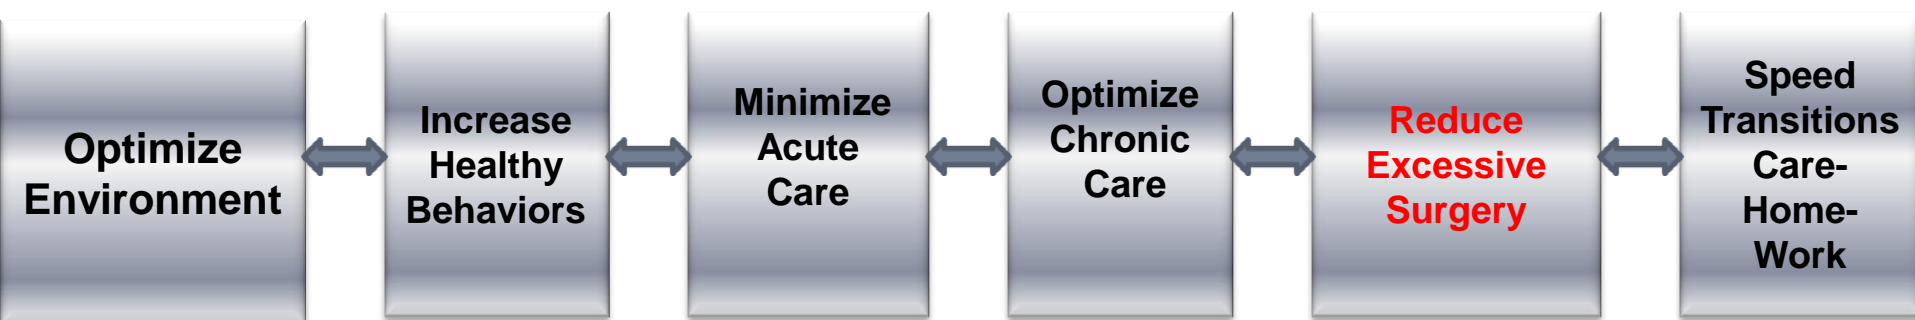 Optimize
Environment
Increase
Healthy
Behaviors
Minimize
Acute
Care
Optimize
Chronic
Care
Reduce
Excessive
Surgery
Speed
Transitions
Care-
Home-
Work